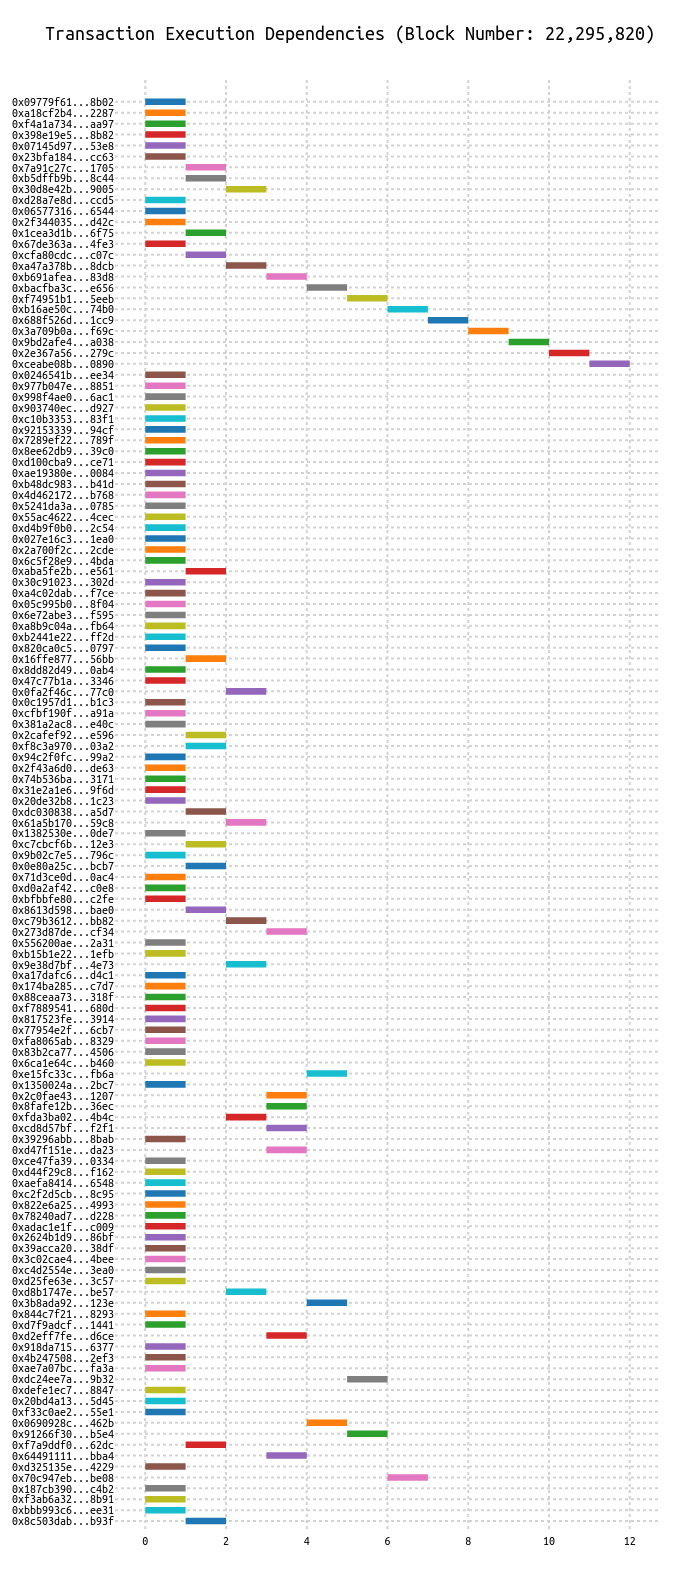 Transaction Execution Dependencies (Block Number: 22,295,820)
0x09779f61...8b02
0xa18cf2b4...2287
0xf4a1a734...aa97
0x398e19e5...8b82
0x07145d97...53e8
0x23bfa184...cc63
0x7a91c27c...1705
0xb5dffb9b...8c44
0x30d8e42b...9005
0xd28a7e8d...ccd5
0x06577316...6544
0x2f344035...d42c
0x1cea3d1b...6f75
0x67de363a...4fe3
0xcfa80cdc...c07c
0xa47a378b...8dcb
0xb691afea...83d8
0xbacfba3c...e656
0xf74951b1...5eeb
0xb16ae50c...74b0
0x688f526d...1cc9
0x3a709b0a...f69c
0x9bd2afe4...a038
0x2e367a56...279c
0xceabe08b...0890
0x0246541b...ee34
0x977b047e...8851
0x998f4ae0...6ac1
0x903740ec...d927
0xc10b3353...83f1
0x92153339...94cf
0x7289ef22...789f
0x8ee62db9...39c0
0xd100cba9...ce71
0xae19380e...0084
0xb48dc983...b41d
0x4d462172...b768
0x5241da3a...0785
0x55ac4622...4cec
0xd4b9f0b0...2c54
0x027e16c3...1ea0
0x2a700f2c...2cde
0x6c5f28e9...4bda
0xaba5fe2b...e561
0x30c91023...302d
0xa4c02dab...f7ce
0x05c995b0...8f04
0x6e72abe3...f595
0xa8b9c04a...fb64
0xb2441e22...ff2d
0x820ca0c5...0797
0x16ffe877...56bb
0x8dd82d49...0ab4
0x47c77b1a...3346
0x0fa2f46c...77c0
0x0c1957d1...b1c3
0xcfbf190f...a91a
0x381a2ac8...e40c
0x2cafef92...e596
0xf8c3a970...03a2
0x94c2f0fc...99a2
0x2f43a6d0...de63
0x74b536ba...3171
0x31e2a1e6...9f6d
0x20de32b8...1c23
0xdc030838...a5d7
0x61a5b170...59c8
0x1382530e...0de7
0xc7cbcf6b...12e3
0x9b02c7e5...796c
0x0e80a25c...bcb7
0x71d3ce0d...0ac4
0xd0a2af42...c0e8
0xbfbbfe80...c2fe
0x8613d598...bae0
0xc79b3612...bb82
0x273d87de...cf34
0x556200ae...2a31
0xb15b1e22...1efb
0x9e38d7bf...4e73
0xa17dafc6...d4c1
0x174ba285...c7d7
0x88ceaa73...318f
0xf7889541...680d
0x817523fe...3914
0x77954e2f...6cb7
0xfa8065ab...8329
0x83b2ca77...4506
0x6ca1e64c...b460
0xe15fc33c...fb6a
0x1350024a...2bc7
0x2c0fae43...1207
0x8fafe12b...36ec
0xfda3ba02...4b4c
0xcd8d57bf...f2f1
0x39296abb...8bab
0xd47f151e...da23
0xce47fa39...0334
0xd44f29c8...f162
0xaefa8414...6548
0xc2f2d5cb...8c95
0x822e6a25...4993
0x78240ad7...d228
0xadac1e1f...c009
0x2624b1d9...86bf
0x39acca20...38df
0x3c02cae4...4bee
0xc4d2554e...3ea0
0xd25fe63e...3c57
0xd8b1747e...be57
0x3b8ada92...123e
0x844c7f21...8293
0xd7f9adcf...1441
0xd2eff7fe...d6ce
0x918da715...6377
0x4b247508...2ef3
0xae7a07bc...fa3a
0xdc24ee7a...9b32
0xdefe1ec7...8847
0x20bd4a13...5d45
0xf33c0ae2...55e1
0x0690928c...462b
0x91266f30...b5e4
0xf7a9ddf0...62dc
0x64491111...bba4
0xd325135e...4229
0x70c947eb...be08
0x187cb390...c4b2
0xf3ab6a32...8b91
0xbbb993c6...ee31
0x8c503dab...b93f
0 2 4 6 8 10 12